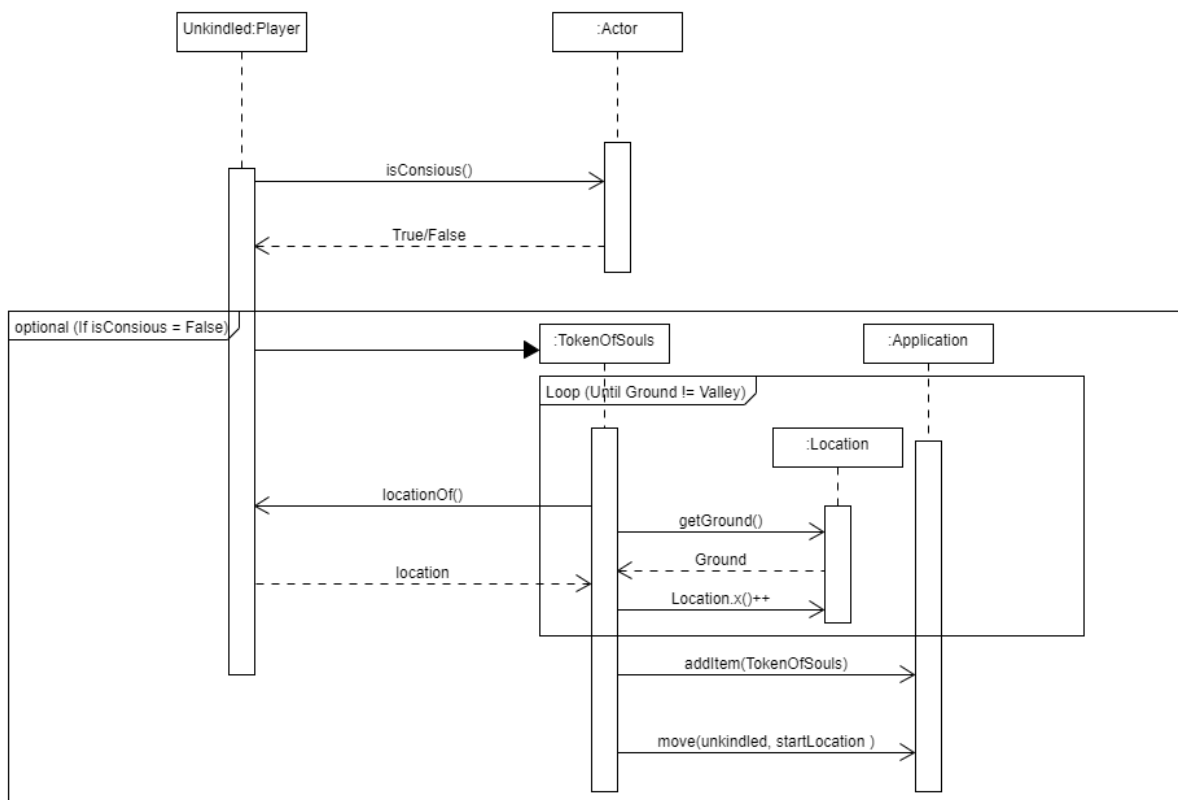 Unkindled:Player
:Actor
isConsious()
True/False
optional (If isConsious = False)
:TokenOfSouls
:Application
Loop (Until Ground != Valley)
:Location
locationOf()
getGround()
Ground
location
Location.x()++
addItem(TokenOfSouls)
move(unkindled, startLocation )